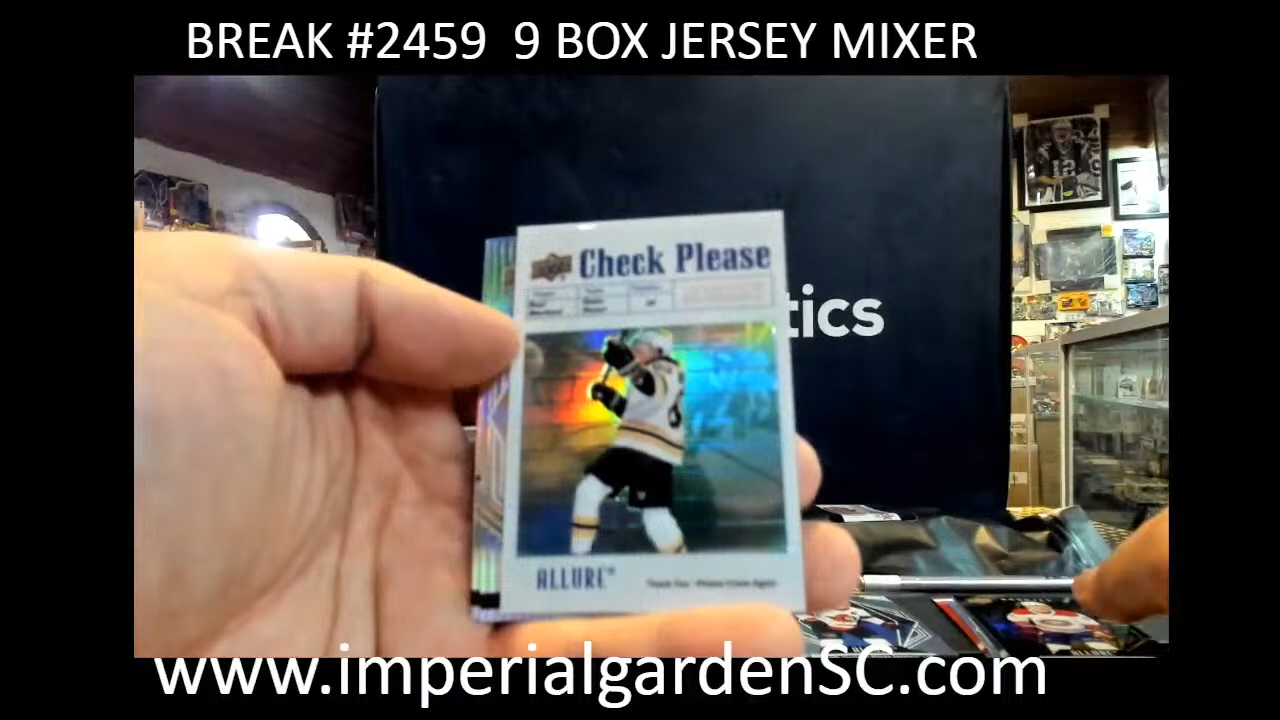 BREAK #2459 9 BOX JERSEY MIXER
Check Please
tics
ALLURE
www.imperialgardenSC.com